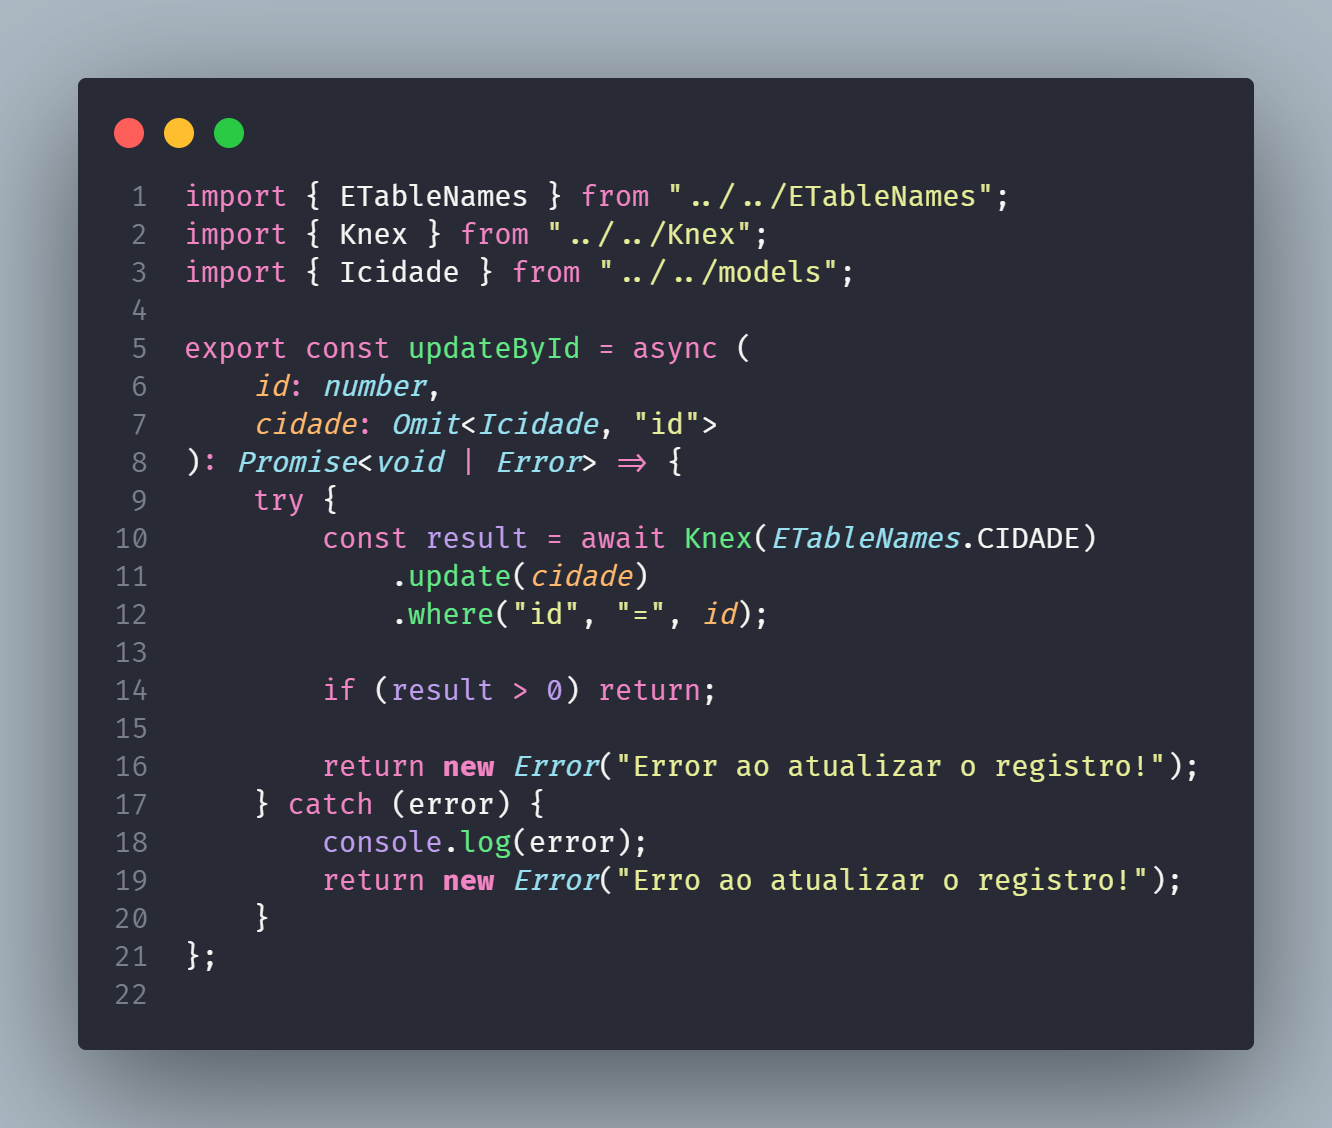 1 import { ETableNames } from "../../ETableNames";
2 import { Knex } from "../../Knex";
3 import { Icidade } from "../../models";
4
5 export const updateById = async (
6     id: number,
7     cidade: Omit<Icidade, "id">
8 ): Promise<void | Error> => {
9     try {
10         const result = await Knex(ETableNames.CIDADE)
11             .update(cidade)
12             .where("id", "=", id);
13
14         if (result > 0) return;
15
16         return new Error("Error ao atualizar o registro!");
17     } catch (error) {
18         console.log(error);
19         return new Error("Erro ao atualizar o registro!");
20     }
21 };
22